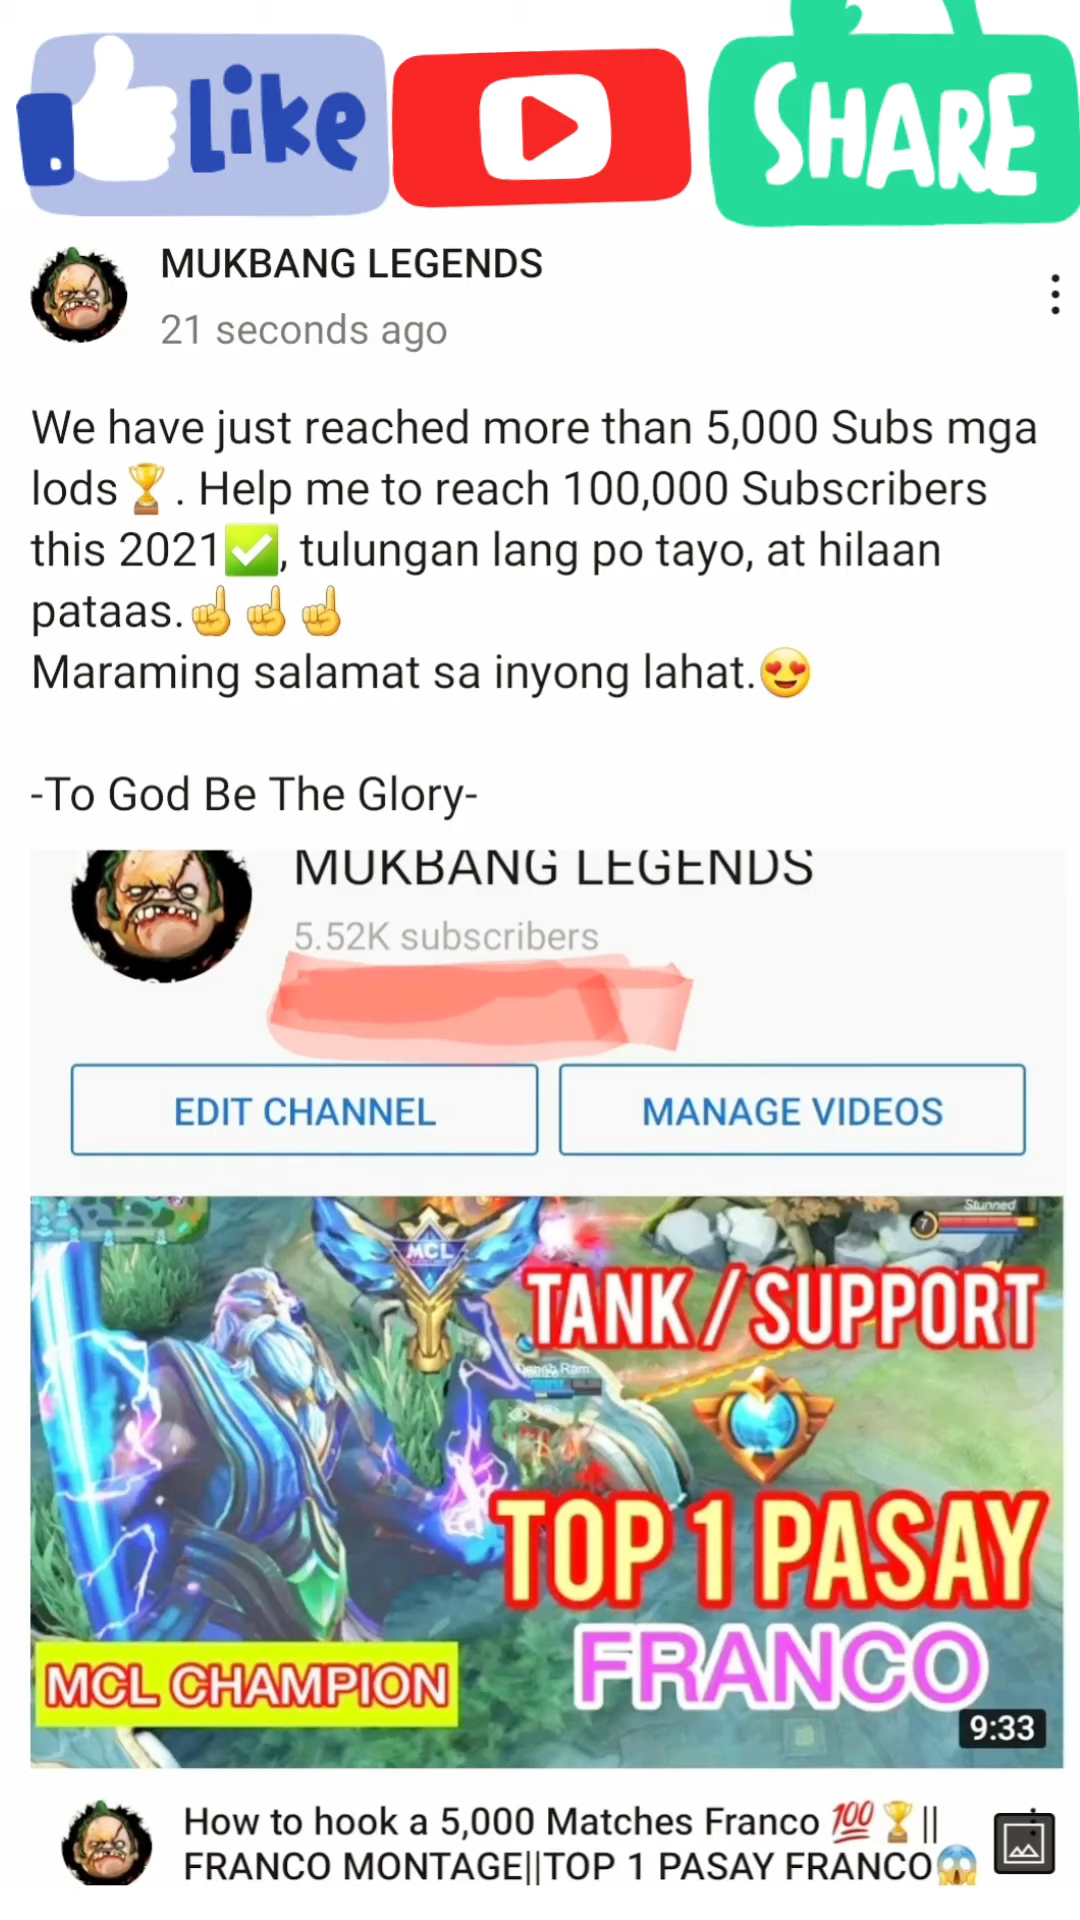 Like
SHARE
MUKBANG LEGENDS
21 seconds ago
We have just reached more than 5,000 Subs mga
lods🏆. Help me to reach 100,000 Subscribers
this 2021✅, tulungan lang po tayo, at hilaan
pataas.☝️☝️☝️
Maraming salamat sa inyong lahat.😍
-To God Be The Glory-
MUKBANG LEGENDS
5.52K subscribers
EDIT CHANNEL
MANAGE VIDEOS
Stunned
7
MCL
TANK / SUPPORT
TOP 1 PASAY
FRANCO
MCL CHAMPION
9:33
How to hook a 5,000 Matches Franco 💯🏆||
FRANCO MONTAGE||TOP 1 PASAY FRANCO😱